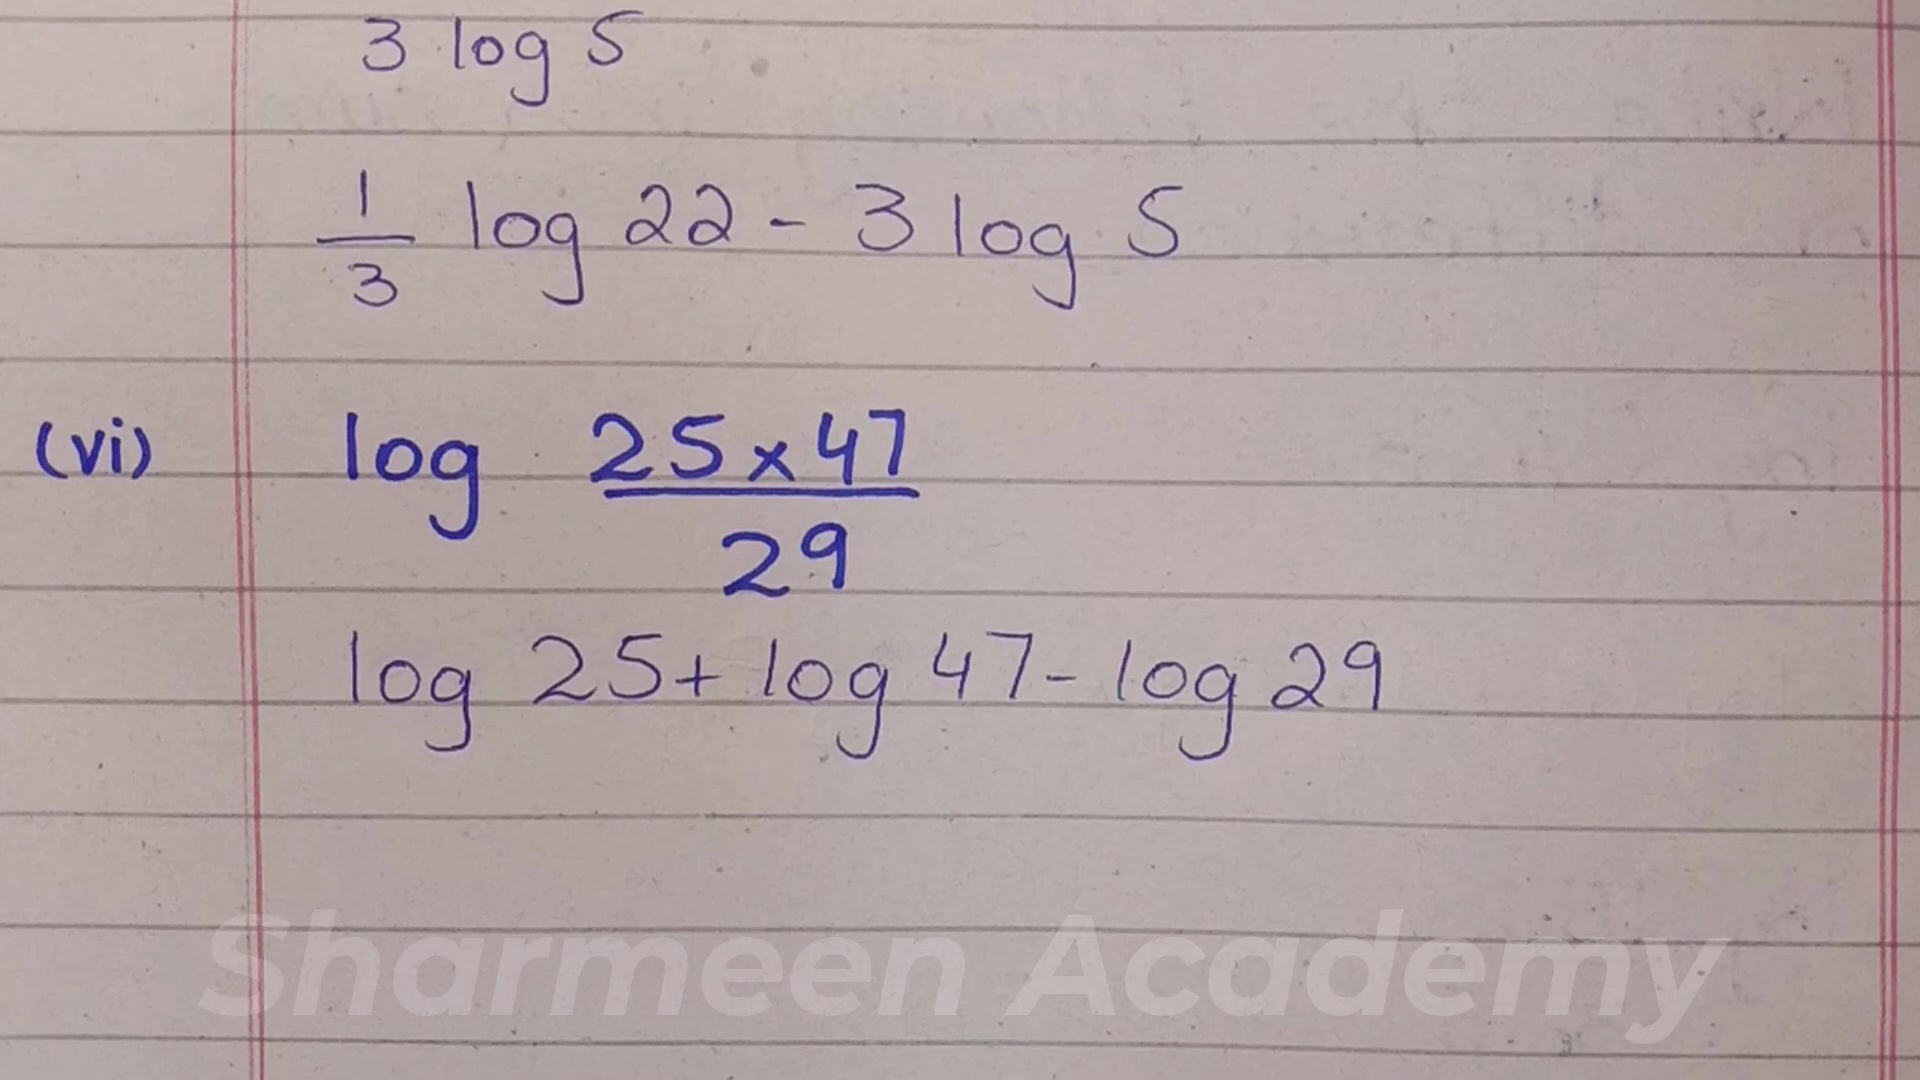 3 log 5
1/3 log 22 - 3 log 5
(vi) log 25 x 47 / 29
log 25 + log 47 - log 29
Sharmeen Academy